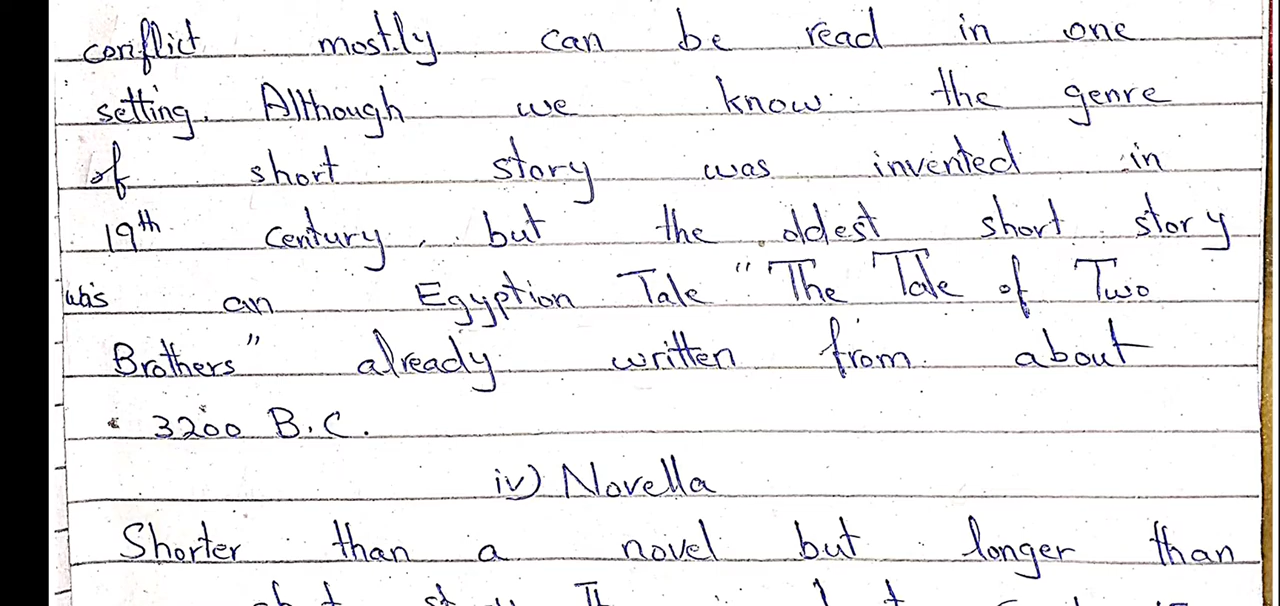 conflict mostly can be read in one
setting. Although we know the genre
of short story was invented in
19th century, but the oldest short story
was an Egyption Tale "The Tale of Two
Brothers" already written from about
3200 B.C.
iv) Novella
Shorter than a novel but longer than